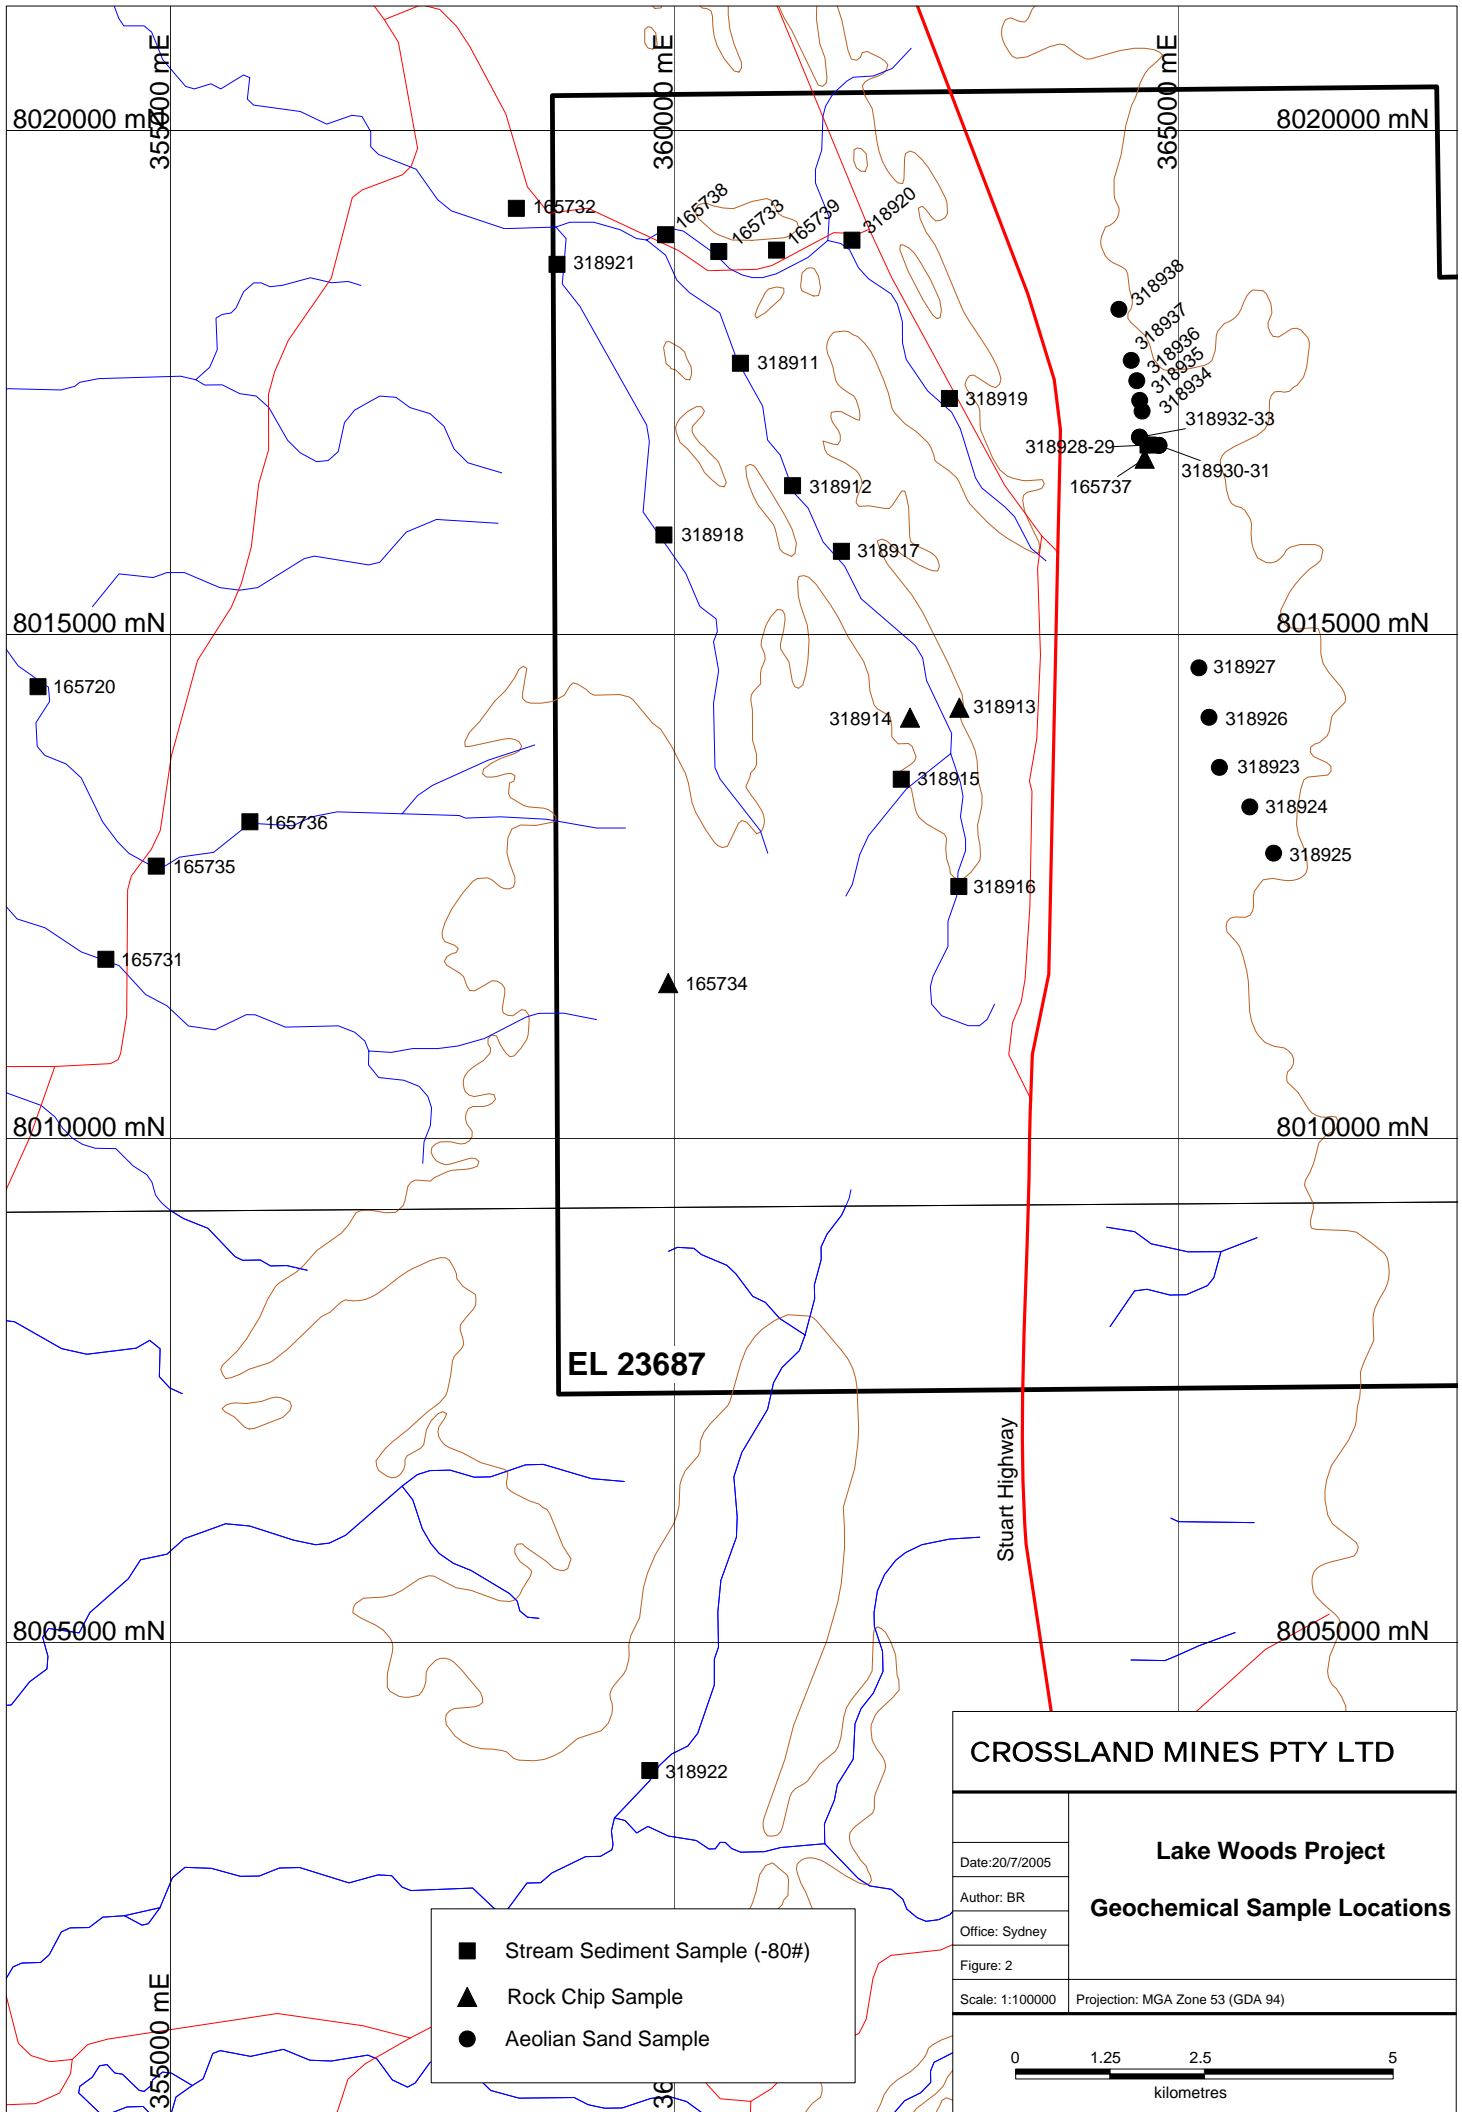 355000 mE
360000 mE
365000 mE
8020000 mN
8020000 mN
165732
165738
165733
165739
318920
318921
318938
318937
318936
318935
318934
318911
318919
318932-33
318928-29
318930-31
165737
318912
318918
318917
8015000 mN
8015000 mN
318927
165720
318913
318914
318926
318923
318915
318924
165736
318925
165735
318916
165731
165734
8010000 mN
8010000 mN
EL 23687
Stuart Highway
8005000 mN
8005000 mN
318922
CROSSLAND MINES PTY LTD
Lake Woods Project
Geochemical Sample Locations
Date:20/7/2005
Author: BR
Office: Sydney
Figure: 2
Scale: 1:100000
Projection: MGA Zone 53 (GDA 94)
Stream Sediment Sample (-80#)
Rock Chip Sample
Aeolian Sand Sample
355000 mE
0 1.25 2.5 5
kilometres